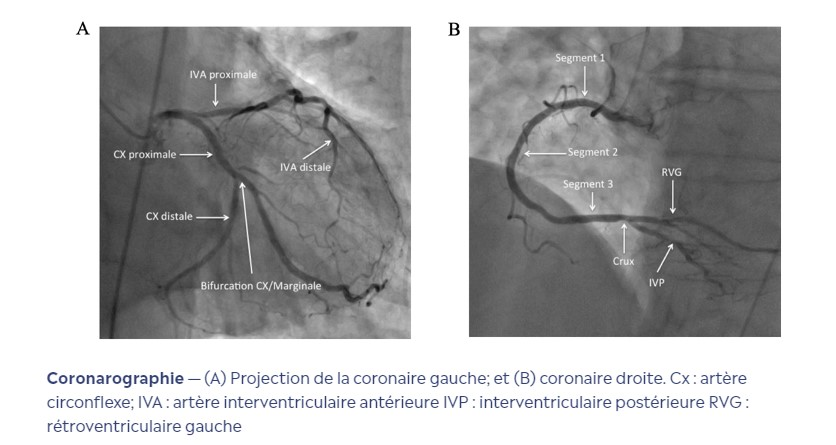 A
IVA proximale
CX proximale
IVA distale
CX distale
Bifurcation CX/Marginale
B
Segment 1
Segment 2
RVG
Segment 3
Crux
IVP
Coronarographie — (A) Projection de la coronaire gauche; et (B) coronaire droite. Cx : artère
circonflexe; IVA : artère interventriculaire antérieure IVP : interventriculaire postérieure RVG :
rétroventriculaire gauche